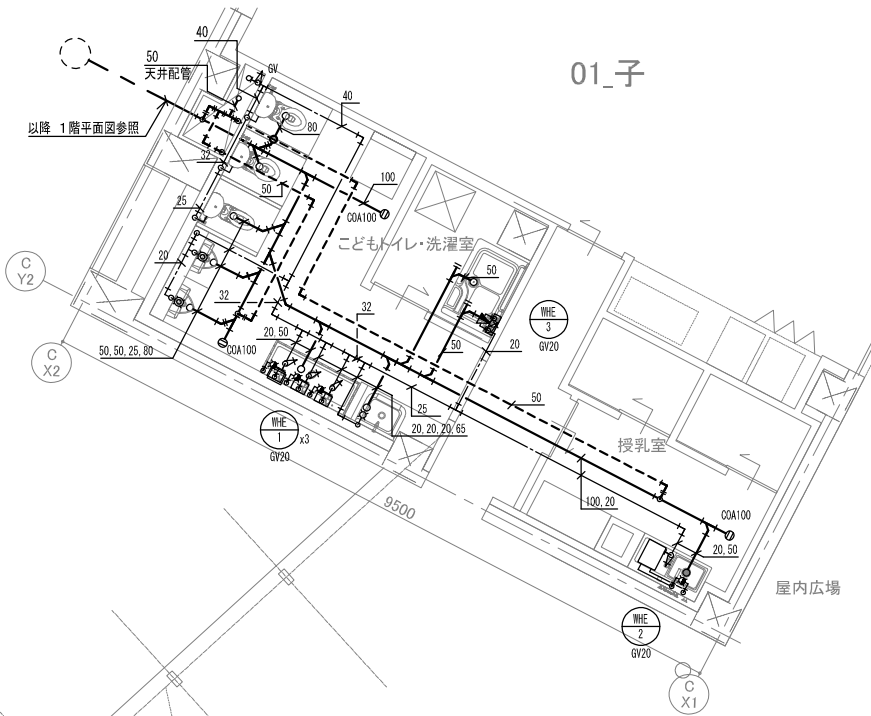 01_子
40
50
天井配管
GV
40
以降 1階平面図参照
80
32
50
100
25
COA100
こどもトイレ・洗濯室
C
Y2
20
50
32
32
WHE
3
GV20
20,50
50
20
C
X2
50,50,25,80
COA100
25
50
WHE
1
x3
GV20
20,20,20,65
授乳室
9500
100,20
COA100
20,50
屋内広場
WHE
2
GV20
C
X1